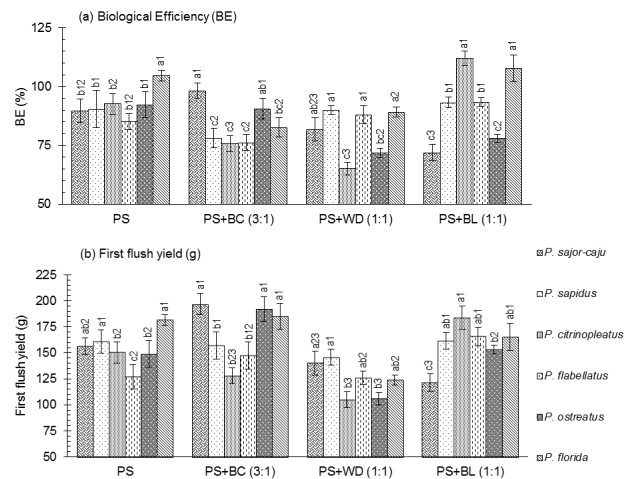 (a) Biological Efficiency (BE)
125
100
75
50
BE (%)
b12 b1 b2 b12 b1 a1
a1 c2 c3 c2 ab1 bc2
ab23 a1 c3 a1 bc2 a2
c3 b1 a1 b1 c2 a1
PS PS+BC (3:1) PS+WD (1:1) PS+BL (1:1)
(b) First flush yield (g)
225
200
175
150
125
100
75
50
First flush yield (g)
ab2 a1 b2 c2 b2 a1
a1 b1 b23 b12 a1 a1
a23 a1 b3 ab2 b3 ab2
c3 ab1 a1 ab1 b2 ab1
PS PS+BC (3:1) PS+WD (1:1) PS+BL (1:1)
P. sajor-caju
P. sapidus
P. citrinopleatus
P. flabellatus
P. ostreatus
P. florida